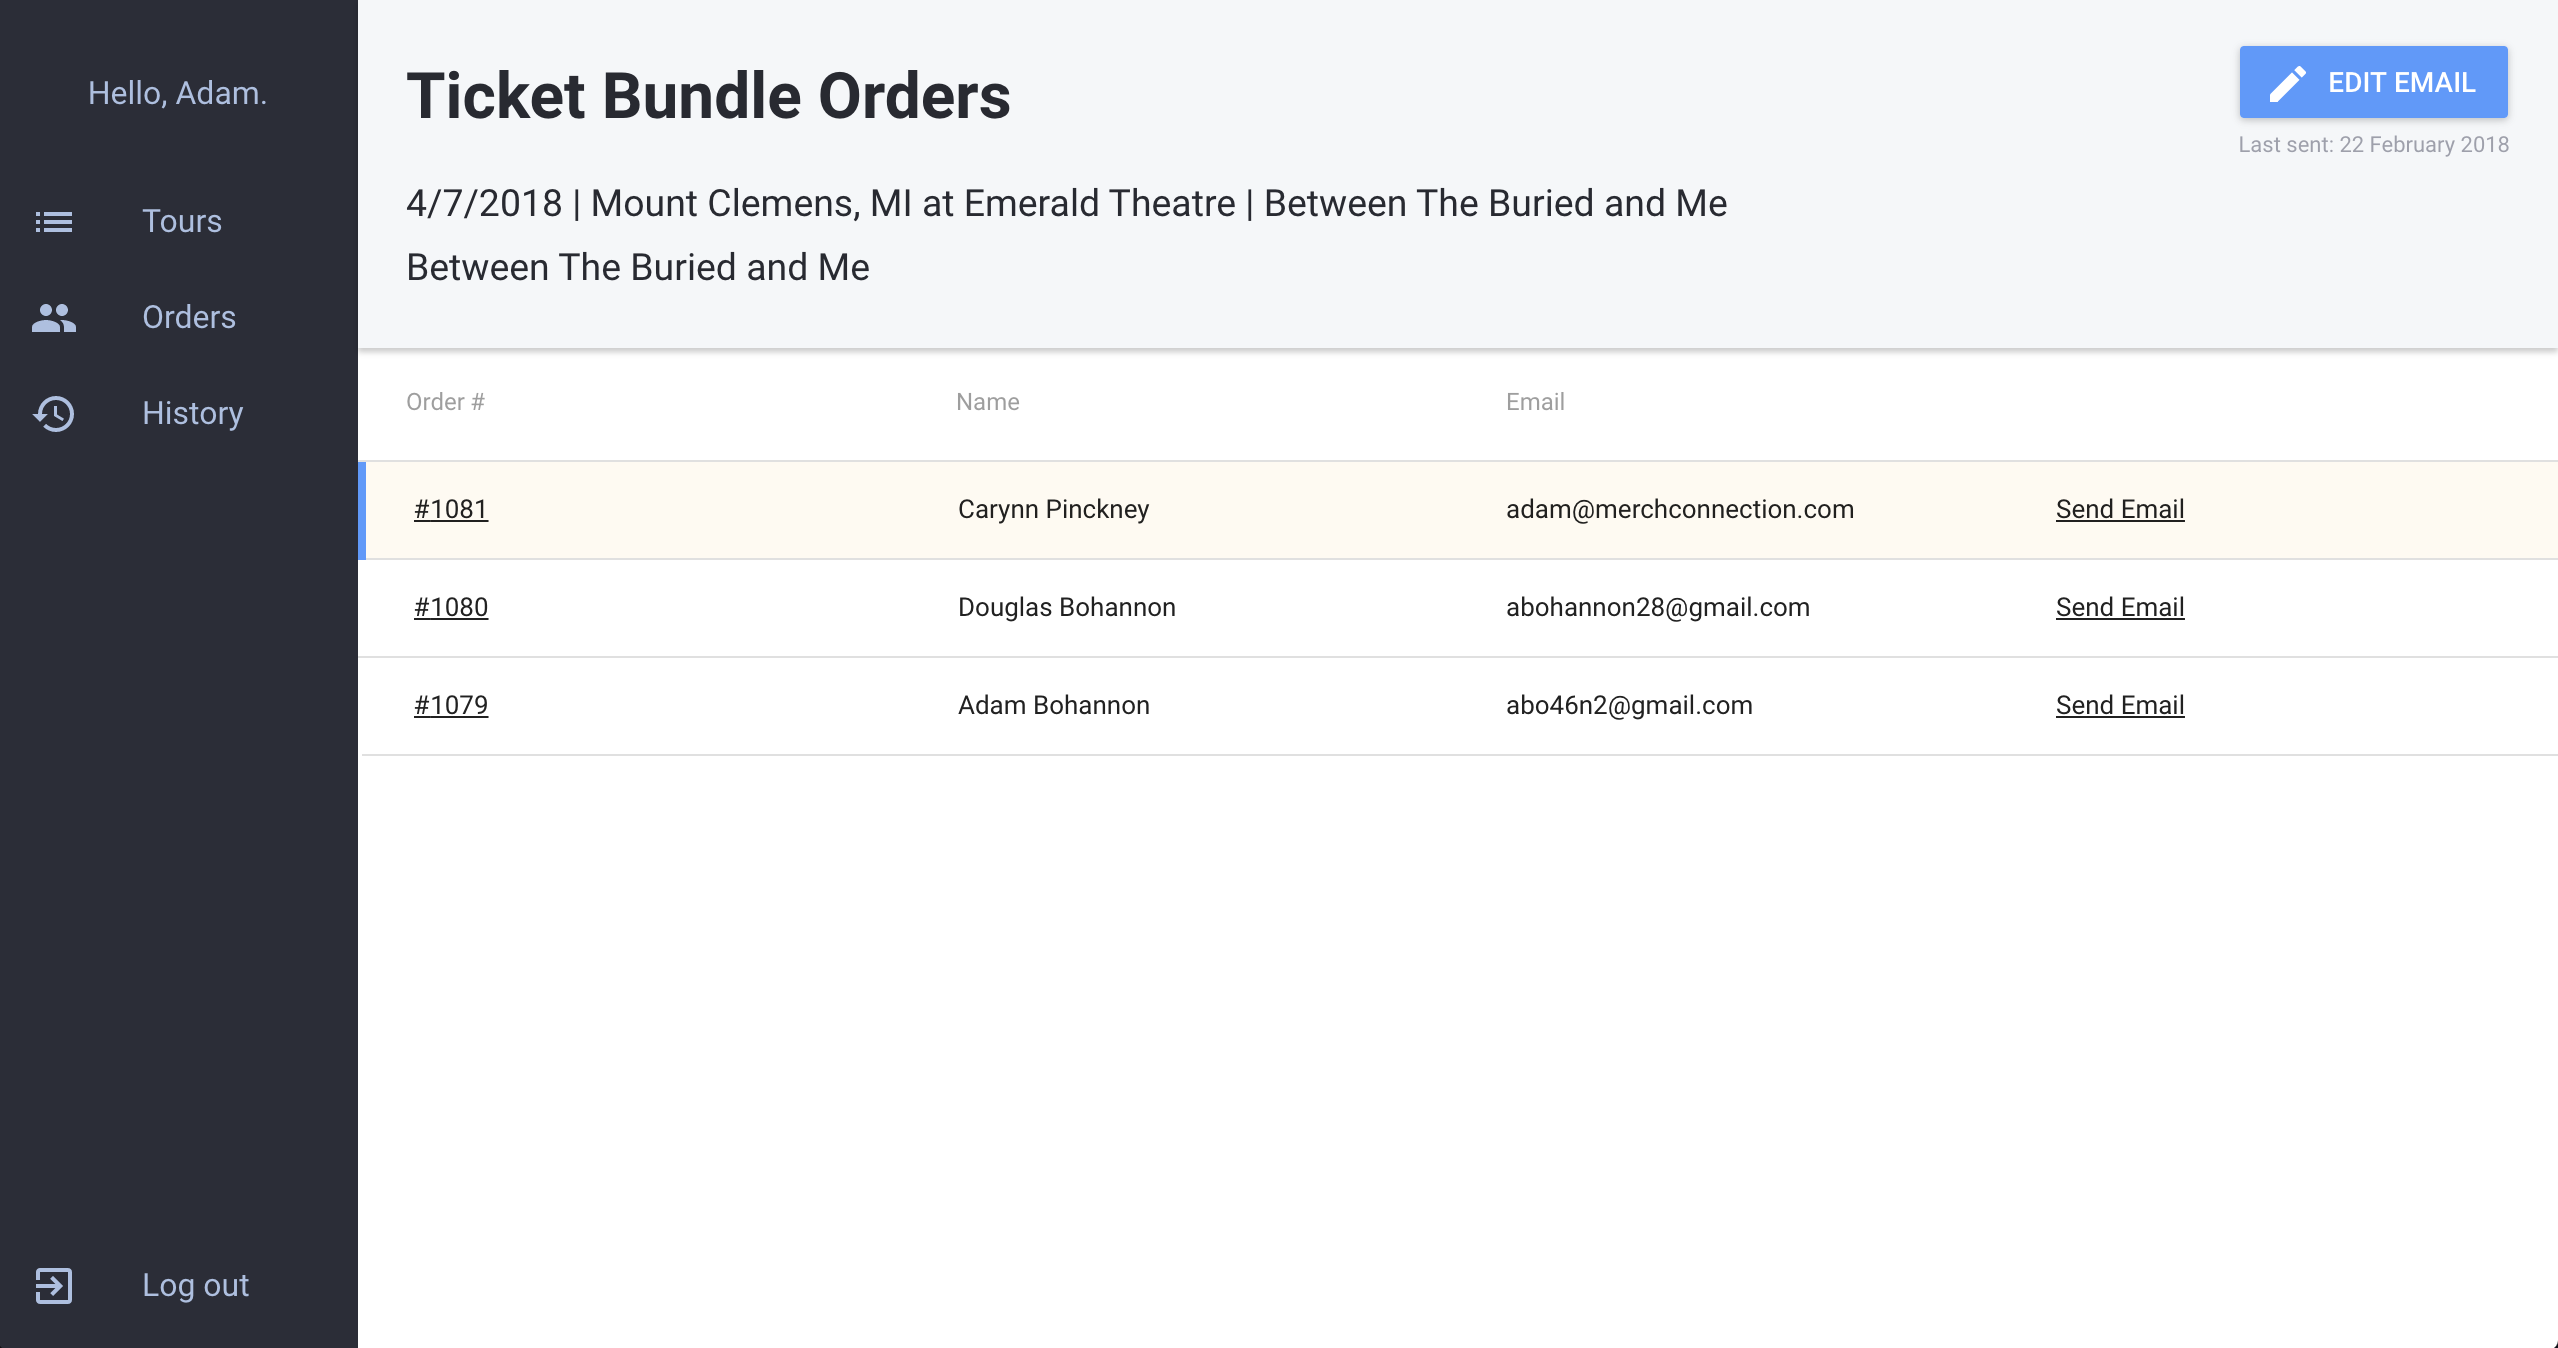 Hello, Adam.
Tours
Orders
History
Log out
Ticket Bundle Orders
EDIT EMAIL
Last sent: 22 February 2018
4/7/2018 | Mount Clemens, MI at Emerald Theatre | Between The Buried and Me
Between The Buried and Me
Order # Name Email
#1081 Carynn Pinckney adam@merchconnection.com Send Email
#1080 Douglas Bohannon abohannon28@gmail.com Send Email
#1079 Adam Bohannon abo46n2@gmail.com Send Email